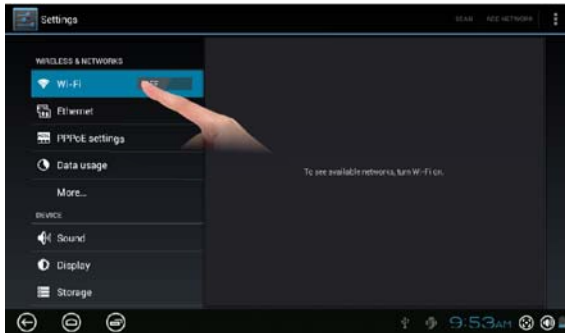 Settings
SCAN ADD NETWORK
WIRELESS & NETWORKS
Wi-Fi OFF
Ethernet
PPPoE settings
Data usage
To see available networks, turn Wi-Fi on.
More...
DEVICE
Sound
Display
Storage
9:53AM